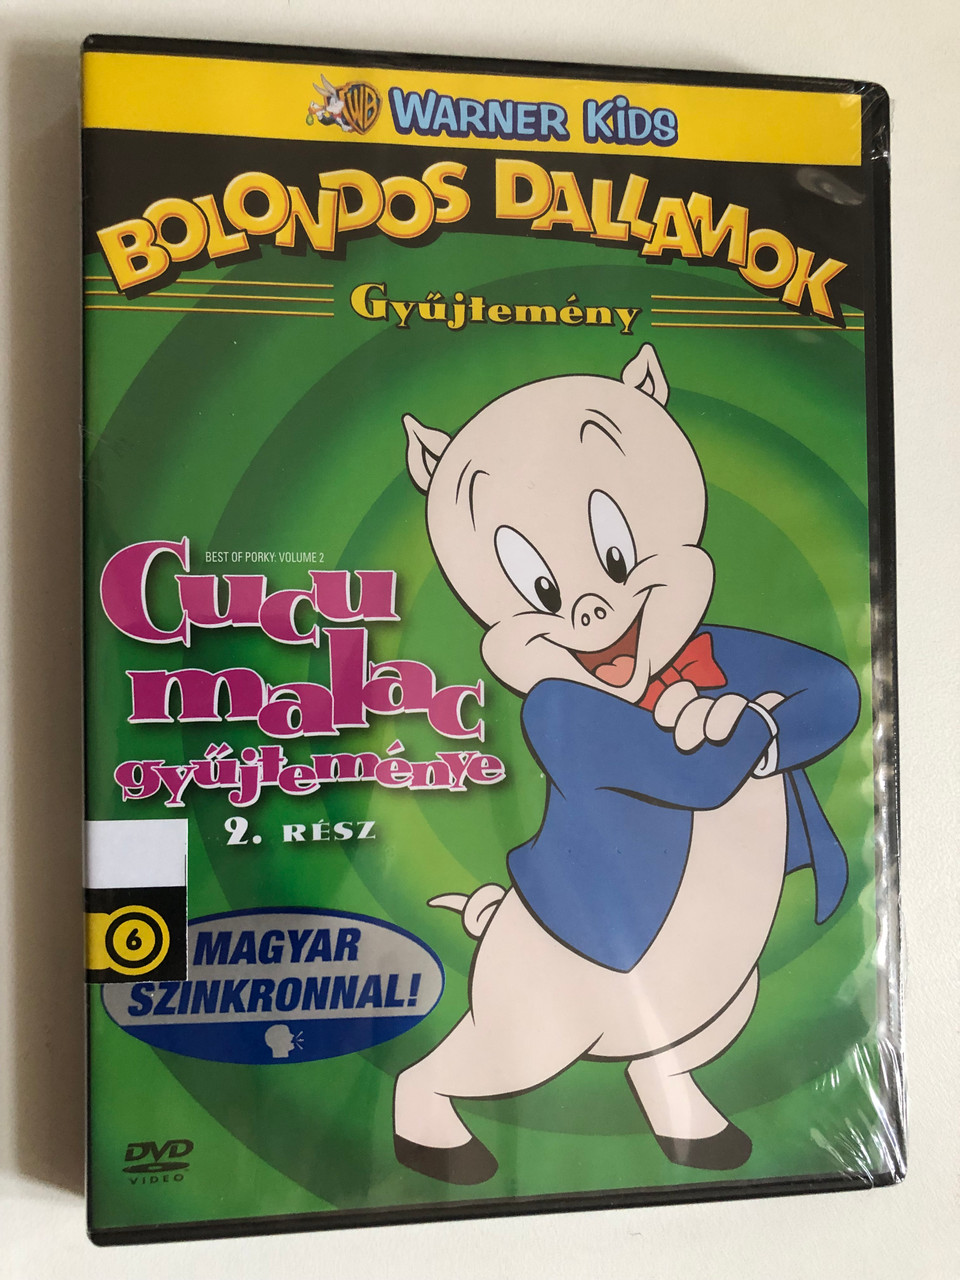 WB WARNER KiDS
BOLONDOS DALLAMOK
Gyűjtemény
BEST OF PORKY: VOLUME 2
Cucu
malac
gyűjteménye
2. RÉSZ
6
MAGYAR
SZINKRONNAL!
DVD
VIDEO